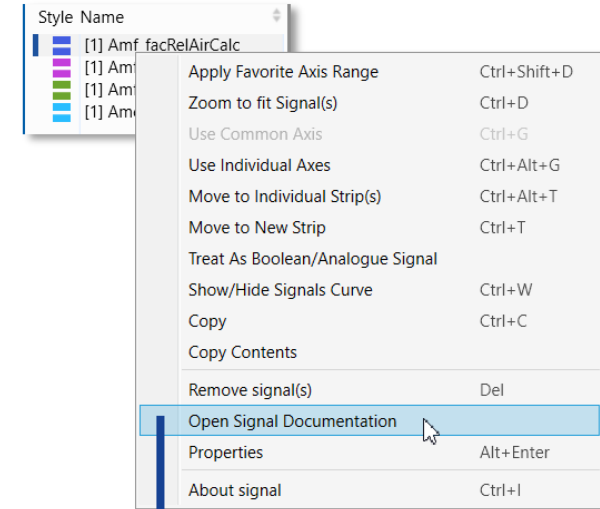 Style Name
[1] Amf_facRelAirCalc
[1] Amf
[1] Amf
[1] Ame
Apply Favorite Axis Range Ctrl+Shift+D
Zoom to fit Signal(s) Ctrl+D
Use Common Axis Ctrl+G
Use Individual Axes Ctrl+Alt+G
Move to Individual Strip(s) Ctrl+Alt+T
Move to New Strip Ctrl+T
Treat As Boolean/Analogue Signal
Show/Hide Signals Curve Ctrl+W
Copy Ctrl+C
Copy Contents
Remove signal(s) Del
Open Signal Documentation
Properties Alt+Enter
About signal Ctrl+I